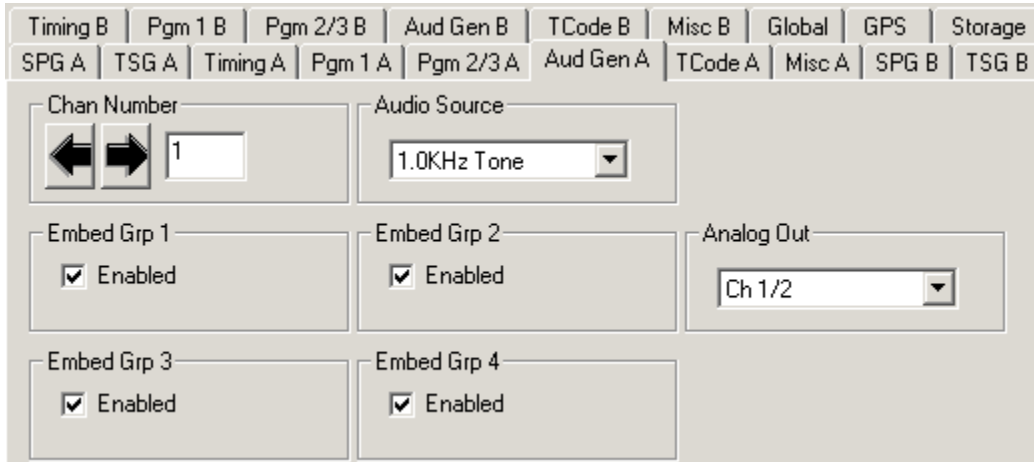 Timing B Pgm 1 B Pgm 2/3 B Aud Gen B TCode B Misc B Global GPS Storage
SPG A TSG A Timing A Pgm 1 A Pgm 2/3 A Aud Gen A TCode A Misc A SPG B TSG B
Chan Number Audio Source
1 1.0KHz Tone
Embed Grp 1 Embed Grp 2 Analog Out
Enabled Enabled Ch 1/2
Embed Grp 3 Embed Grp 4
Enabled Enabled